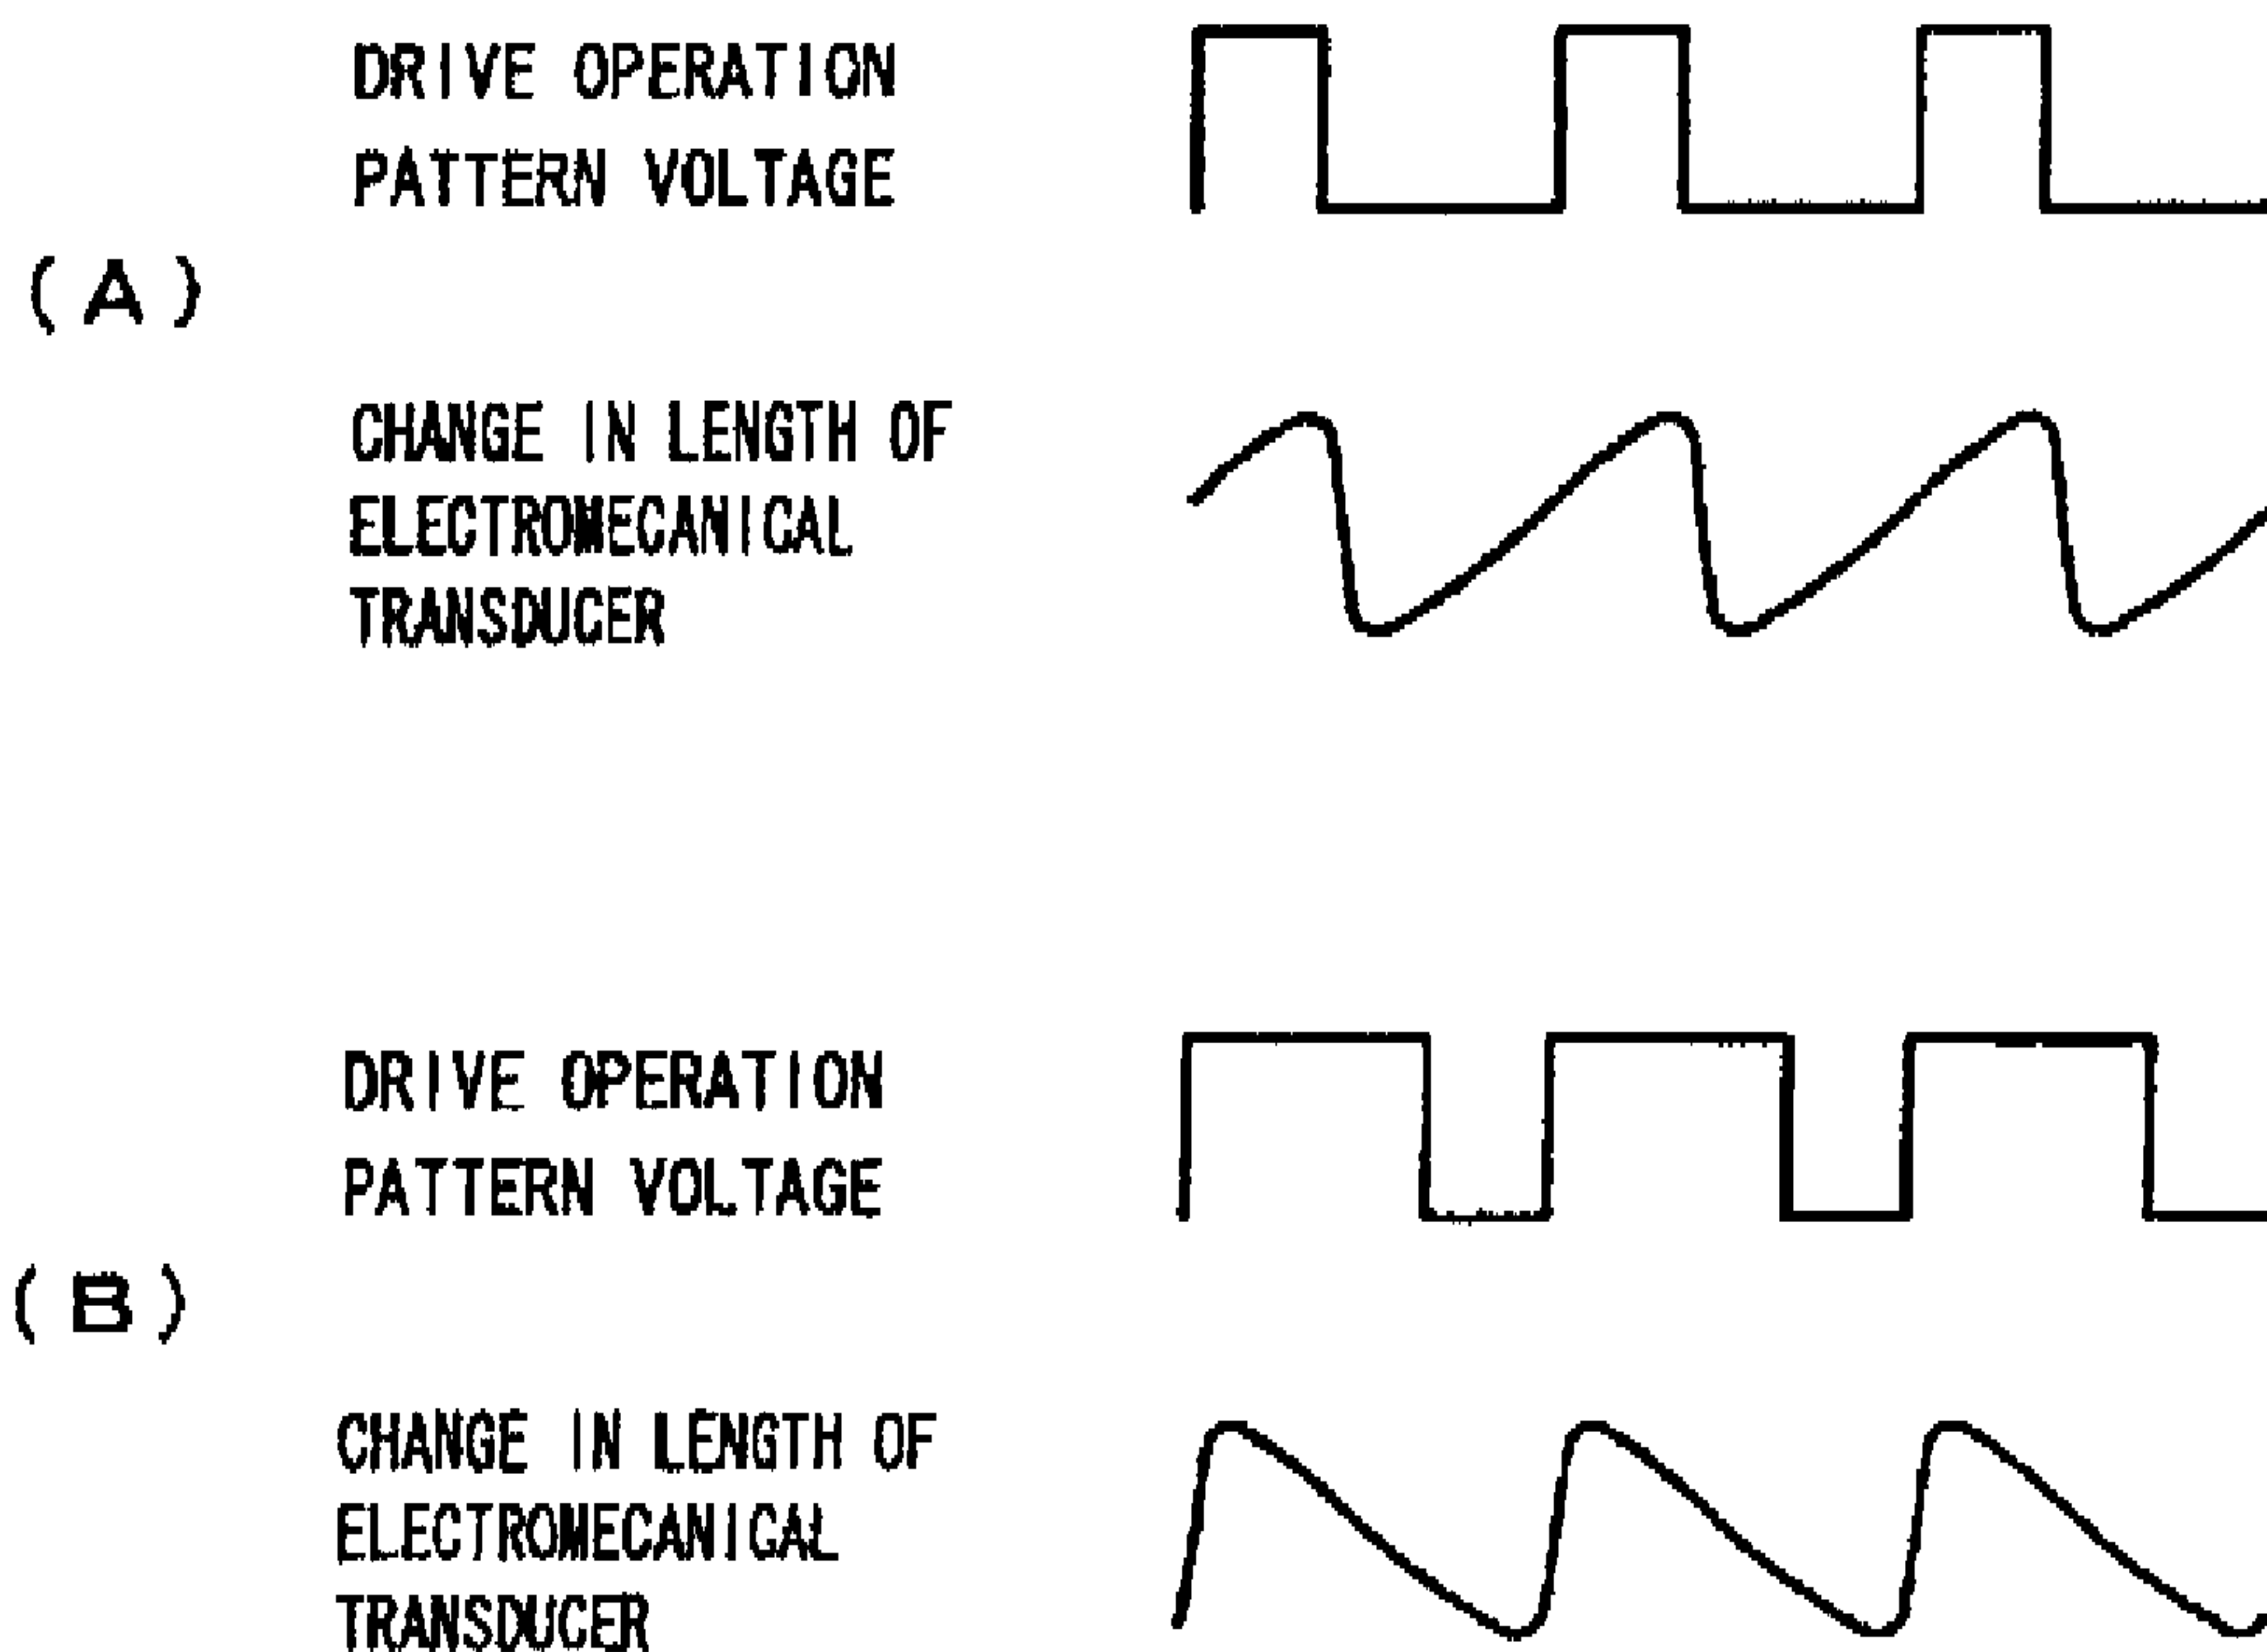 DRIVE OPERATION
PATTERN VOLTAGE
(A)
CHANGE IN LENGTH OF
ELECTROMECANICAL
TRANSDUCER
DRIVE OPERATION
PATTERN VOLTAGE
(B)
CHANGE IN LENGTH OF
ELECTROMECANICAL
TRANSDUCER